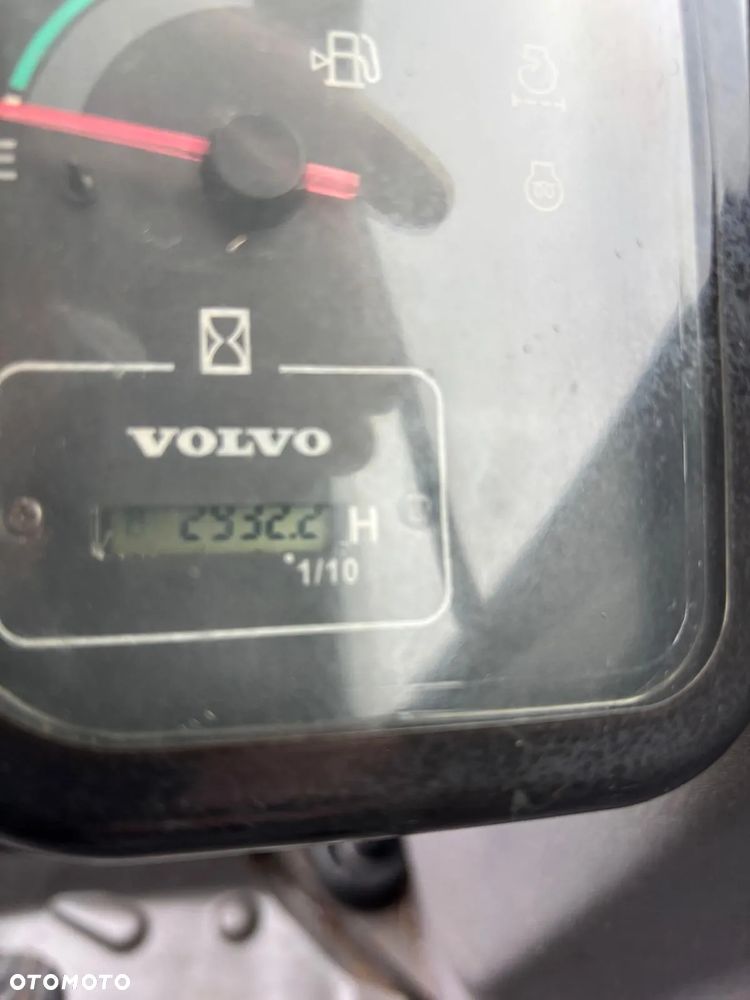 E
VOLVO
2932.2 H
1/10
OTOMOTO